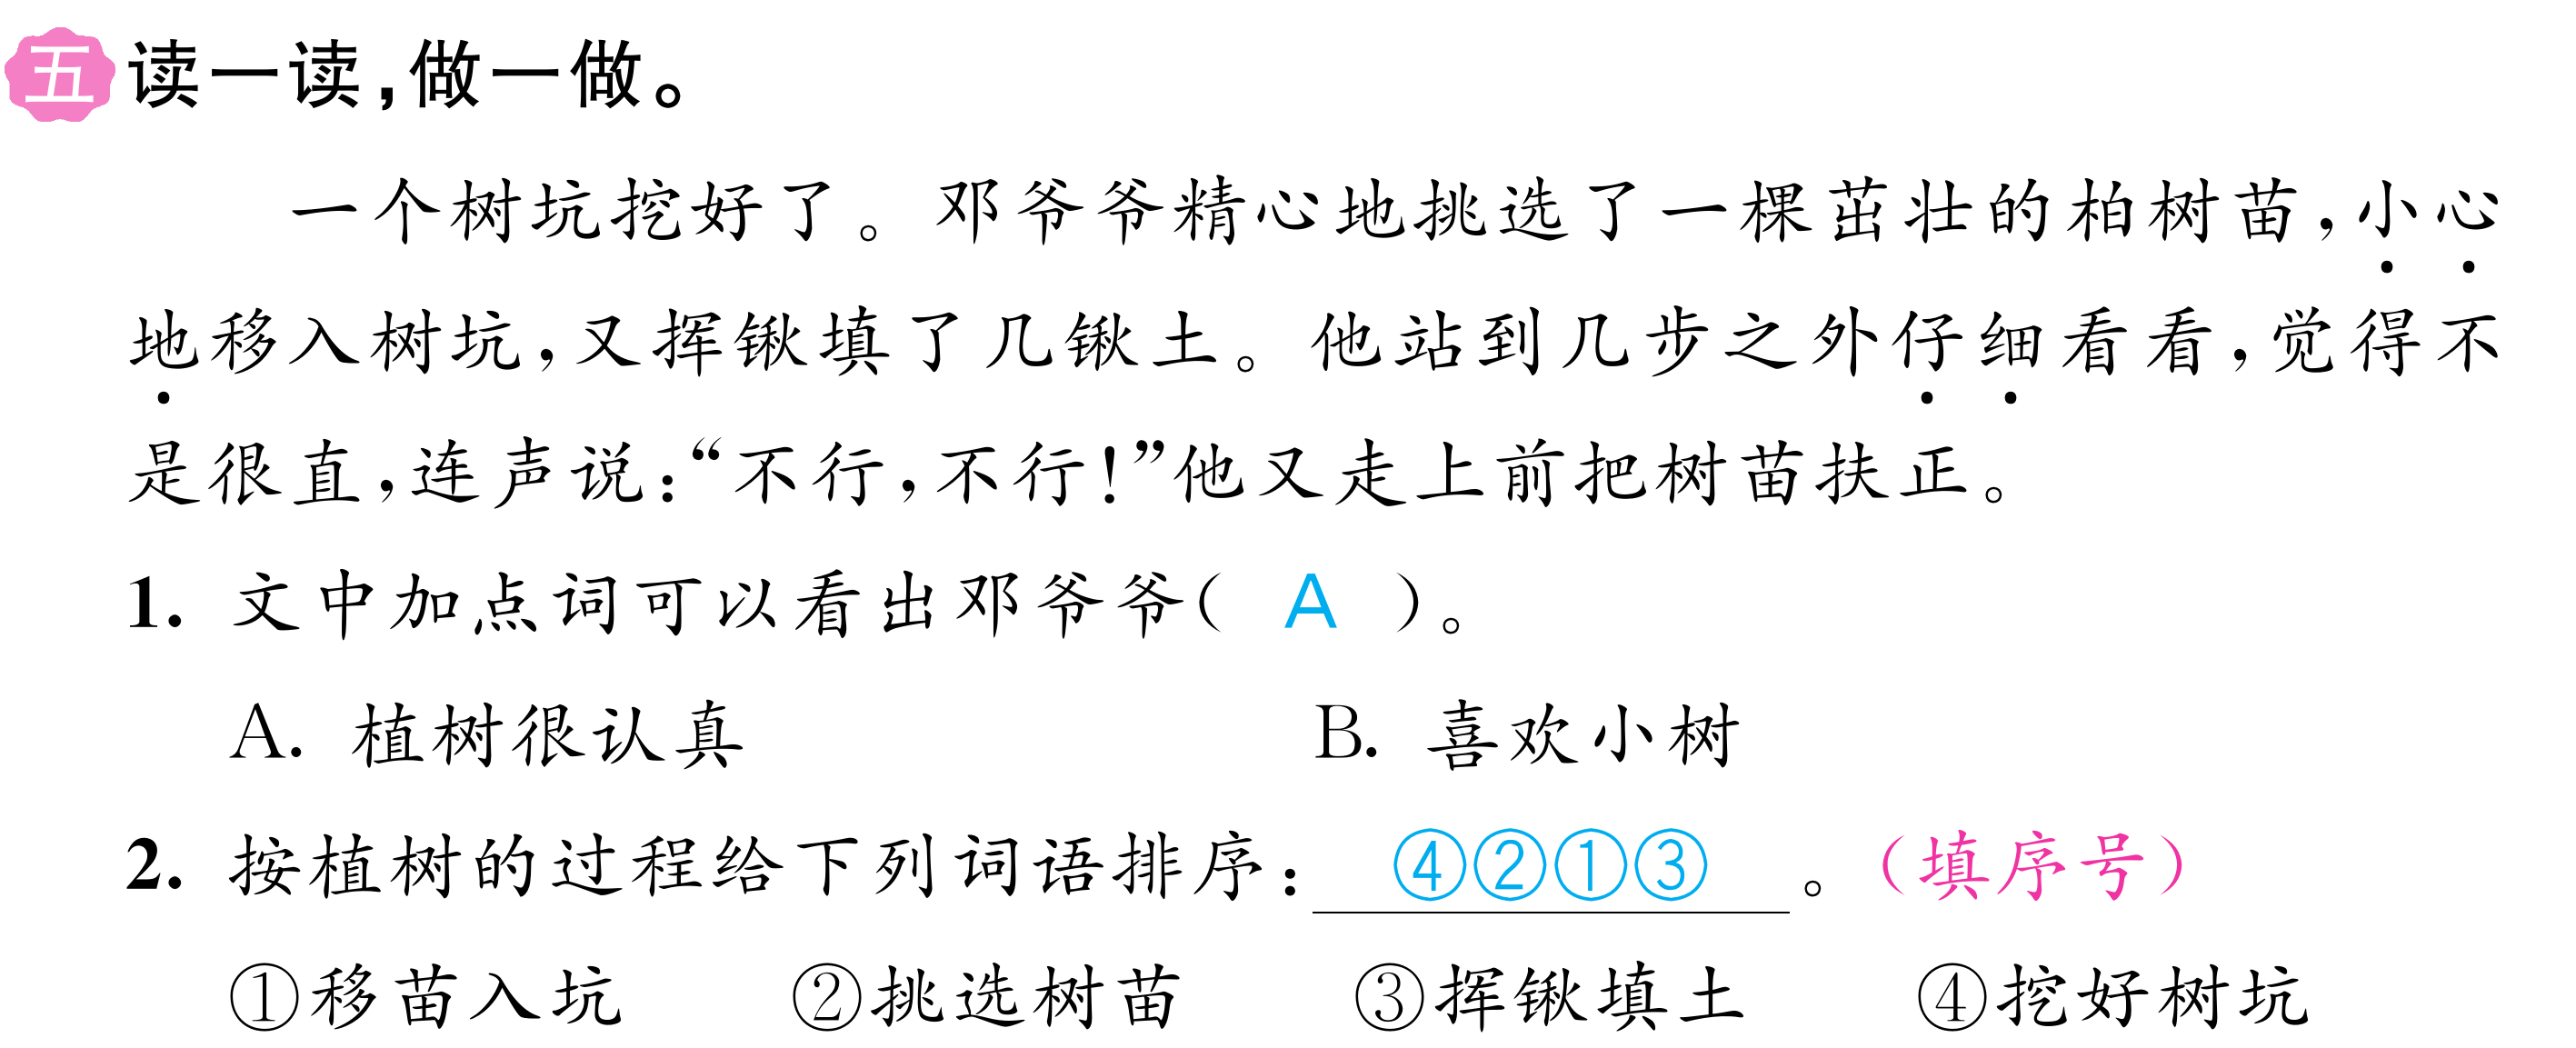 五 读一读,做一做。
一个树坑挖好了。邓爷爷精心地挑选了一棵茁壮的柏树苗,小心
地移入树坑,又挥锹填了几锹土。他站到几步之外仔细看看,觉得不
是很直,连声说:“不行,不行!”他又走上前把树苗扶正。
1. 文中加点词可以看出邓爷爷( A )。
A. 植树很认真 B. 喜欢小树
2. 按植树的过程给下列词语排序: ④②①③ 。(填序号)
①移苗入坑 ②挑选树苗 ③挥锹填土 ④挖好树坑